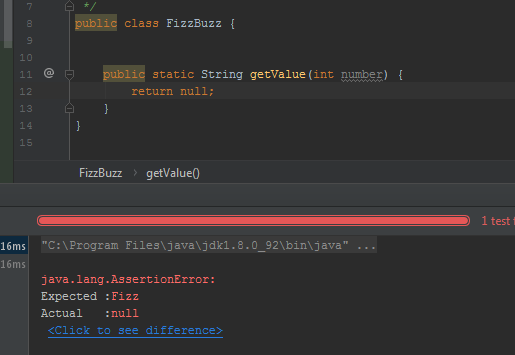 7 */
8 public class FizzBuzz {
9
10
11 @ public static String getValue(int number) {
12 return null;
13 }
14 }
15
FizzBuzz › getValue()
1 test
16ms "C:\Program Files\java\jdk1.8.0_92\bin\java" ...
16ms
java.lang.AssertionError:
Expected :Fizz
Actual :null
<Click to see difference>